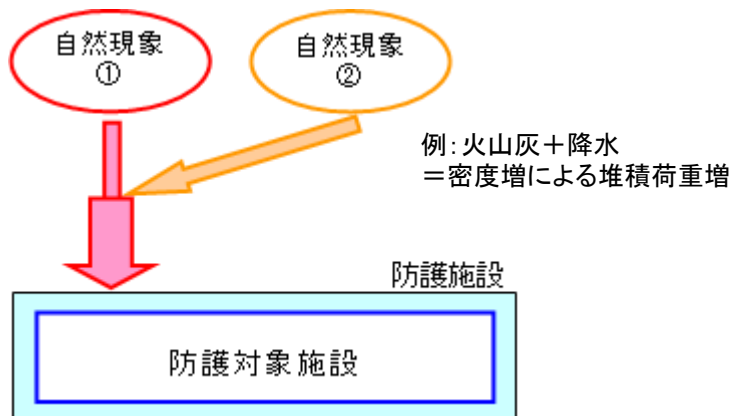 自然現象
①
自然現象
②
例：火山灰＋降水
＝密度増による堆積荷重増
防護施設
防護対象施設